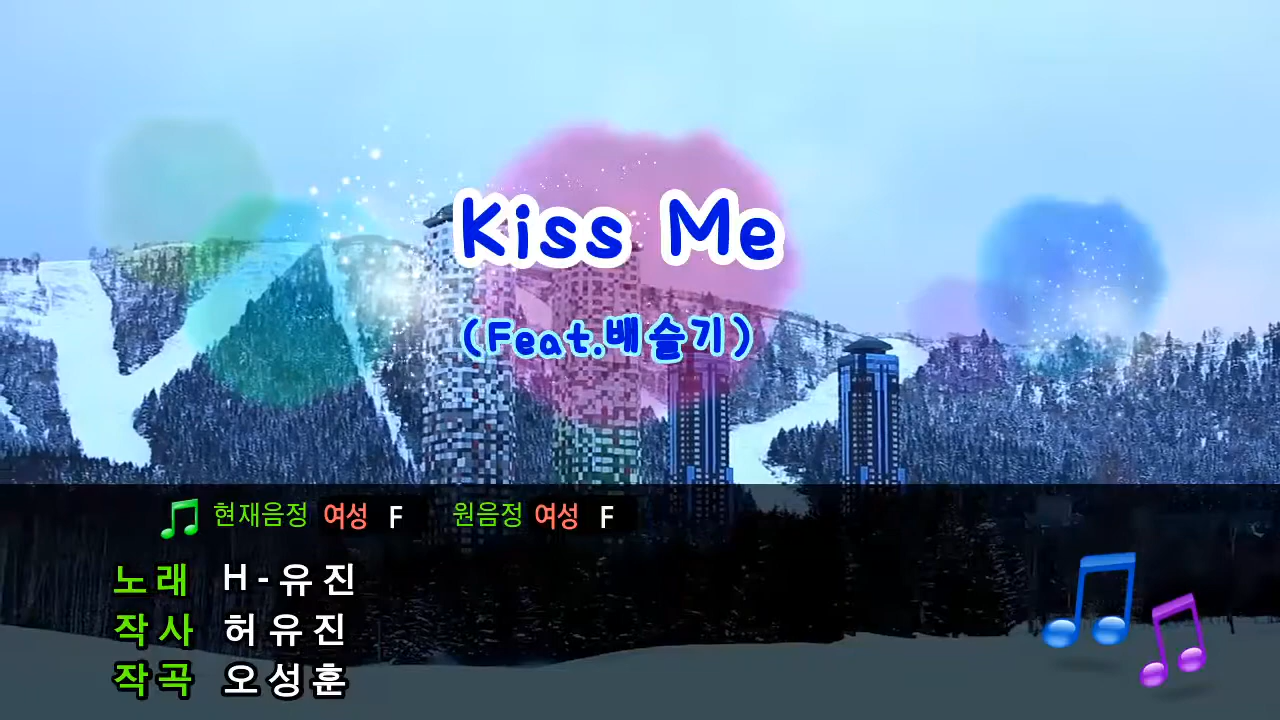 Kiss Me
(Feat.배슬기)
현재음정 여성 F 원음정 여성 F
노래 H-유진
작사 허유진
작곡 오성훈